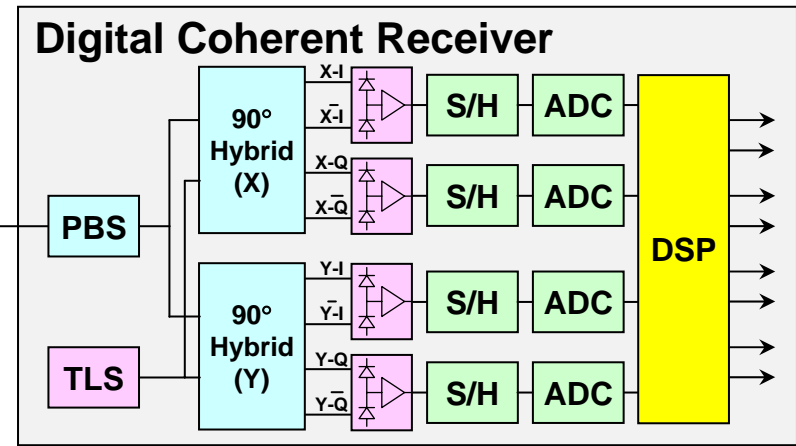 Digital Coherent Receiver
90°
Hybrid
(X)
X-I
X-I̅
X-Q
X-Q̅
S/H
ADC
S/H
ADC
PBS
DSP
90°
Hybrid
(Y)
Y-I
Y-I̅
Y-Q
Y-Q̅
S/H
ADC
S/H
ADC
TLS